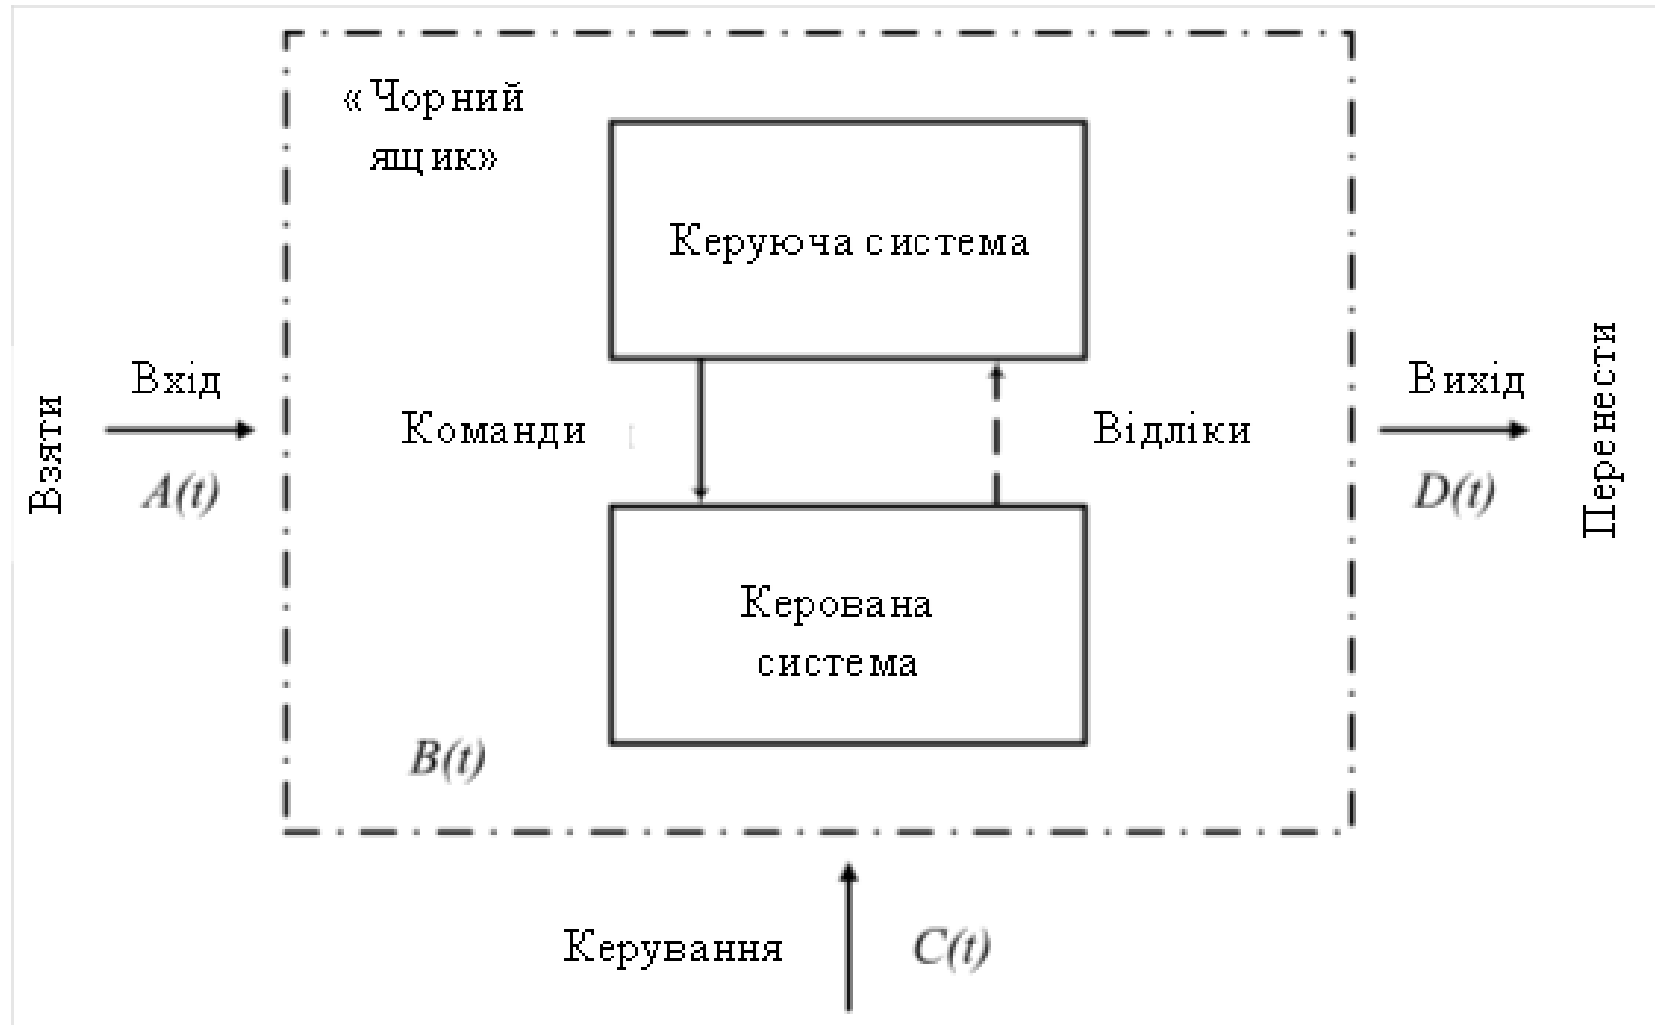 «Чорний
ящик»
Керуюча система
Взяти
Вхід
A(t)
Команди
Відліки
Вихід
D(t)
Перенести
Керована
система
B(t)
Керування
C(t)